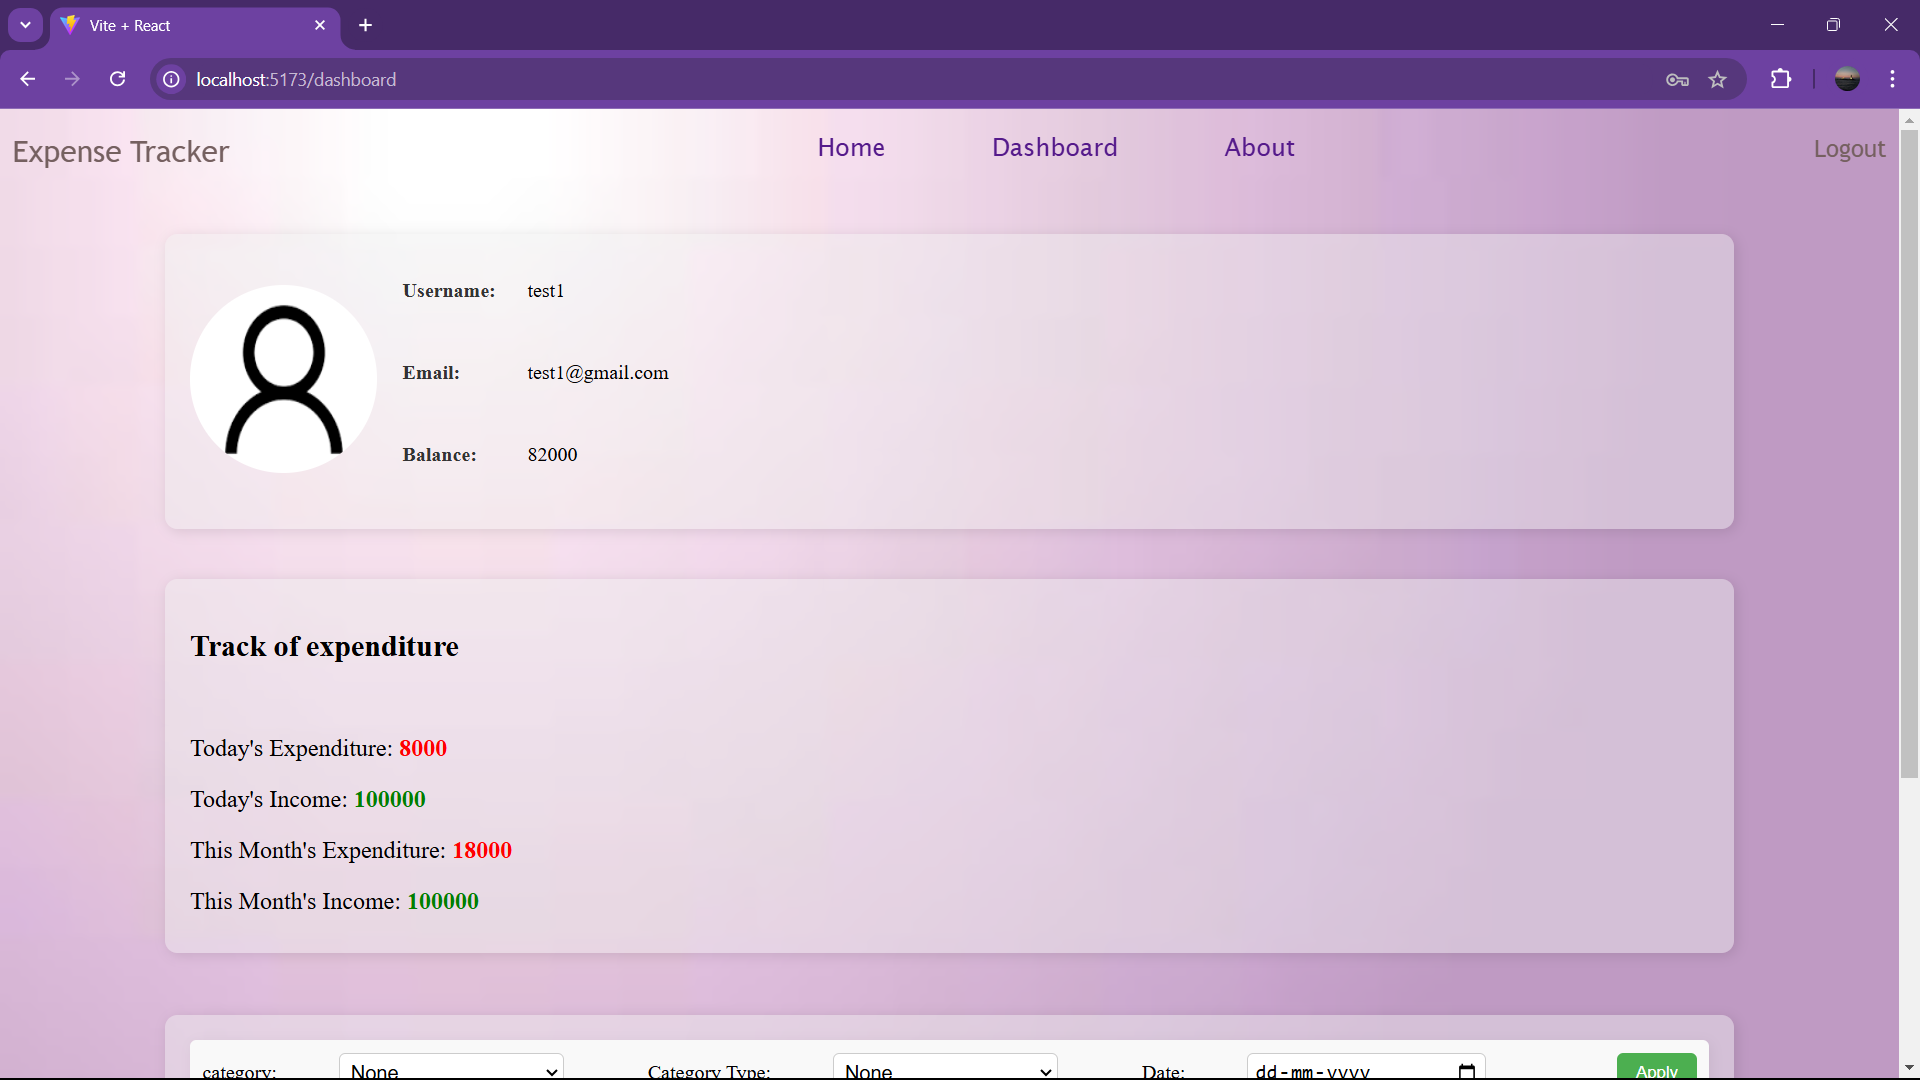 Vite + React
localhost:5173/dashboard
Expense Tracker
Home
Dashboard
About
Logout
Username: test1
Email: test1@gmail.com
Balance: 82000
Track of expenditure
Today's Expenditure: 8000
Today's Income: 100000
This Month's Expenditure: 18000
This Month's Income: 100000
category: None Category Type: None Date: dd-mm-yyyy Apply